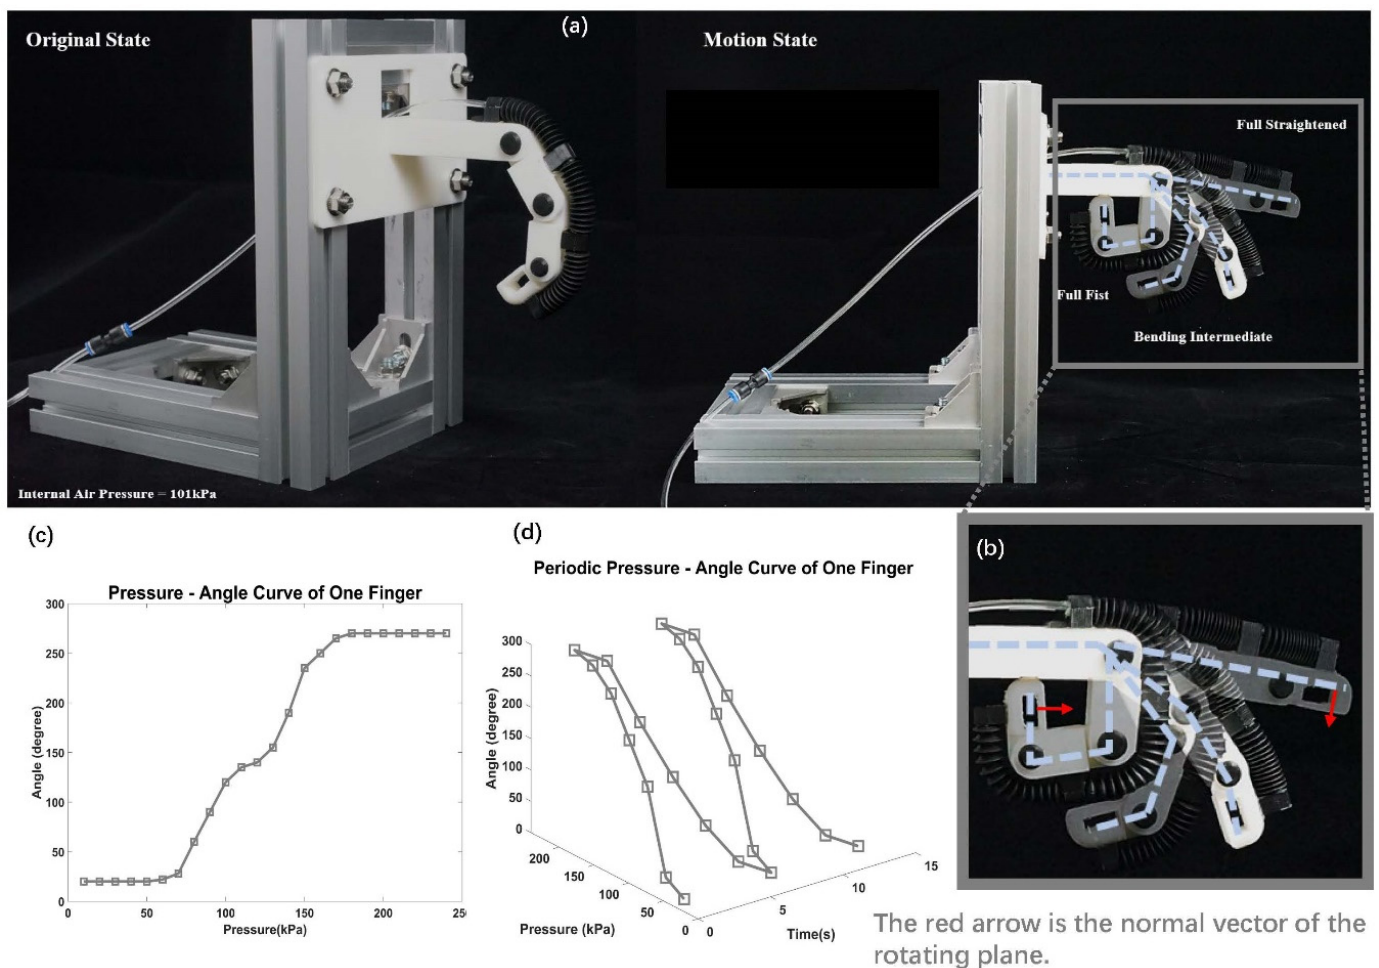 Original State
(a)
Motion State
Full Straightened
Full Fist
Bending Intermediate
Internal Air Pressure = 101kPa
(c)
Pressure - Angle Curve of One Finger
300
250
200
150
100
50
0
Angle (degree)
0
50
100
150
200
25
Pressure(kPa)
(d)
Periodic Pressure - Angle Curve of One Finger
300
250
200
150
100
50
0
Angle (degree)
200
150
100
50
0
Pressure (kPa)
0
5
10
15
Time(s)
(b)
The red arrow is the normal vector of the
rotating plane.